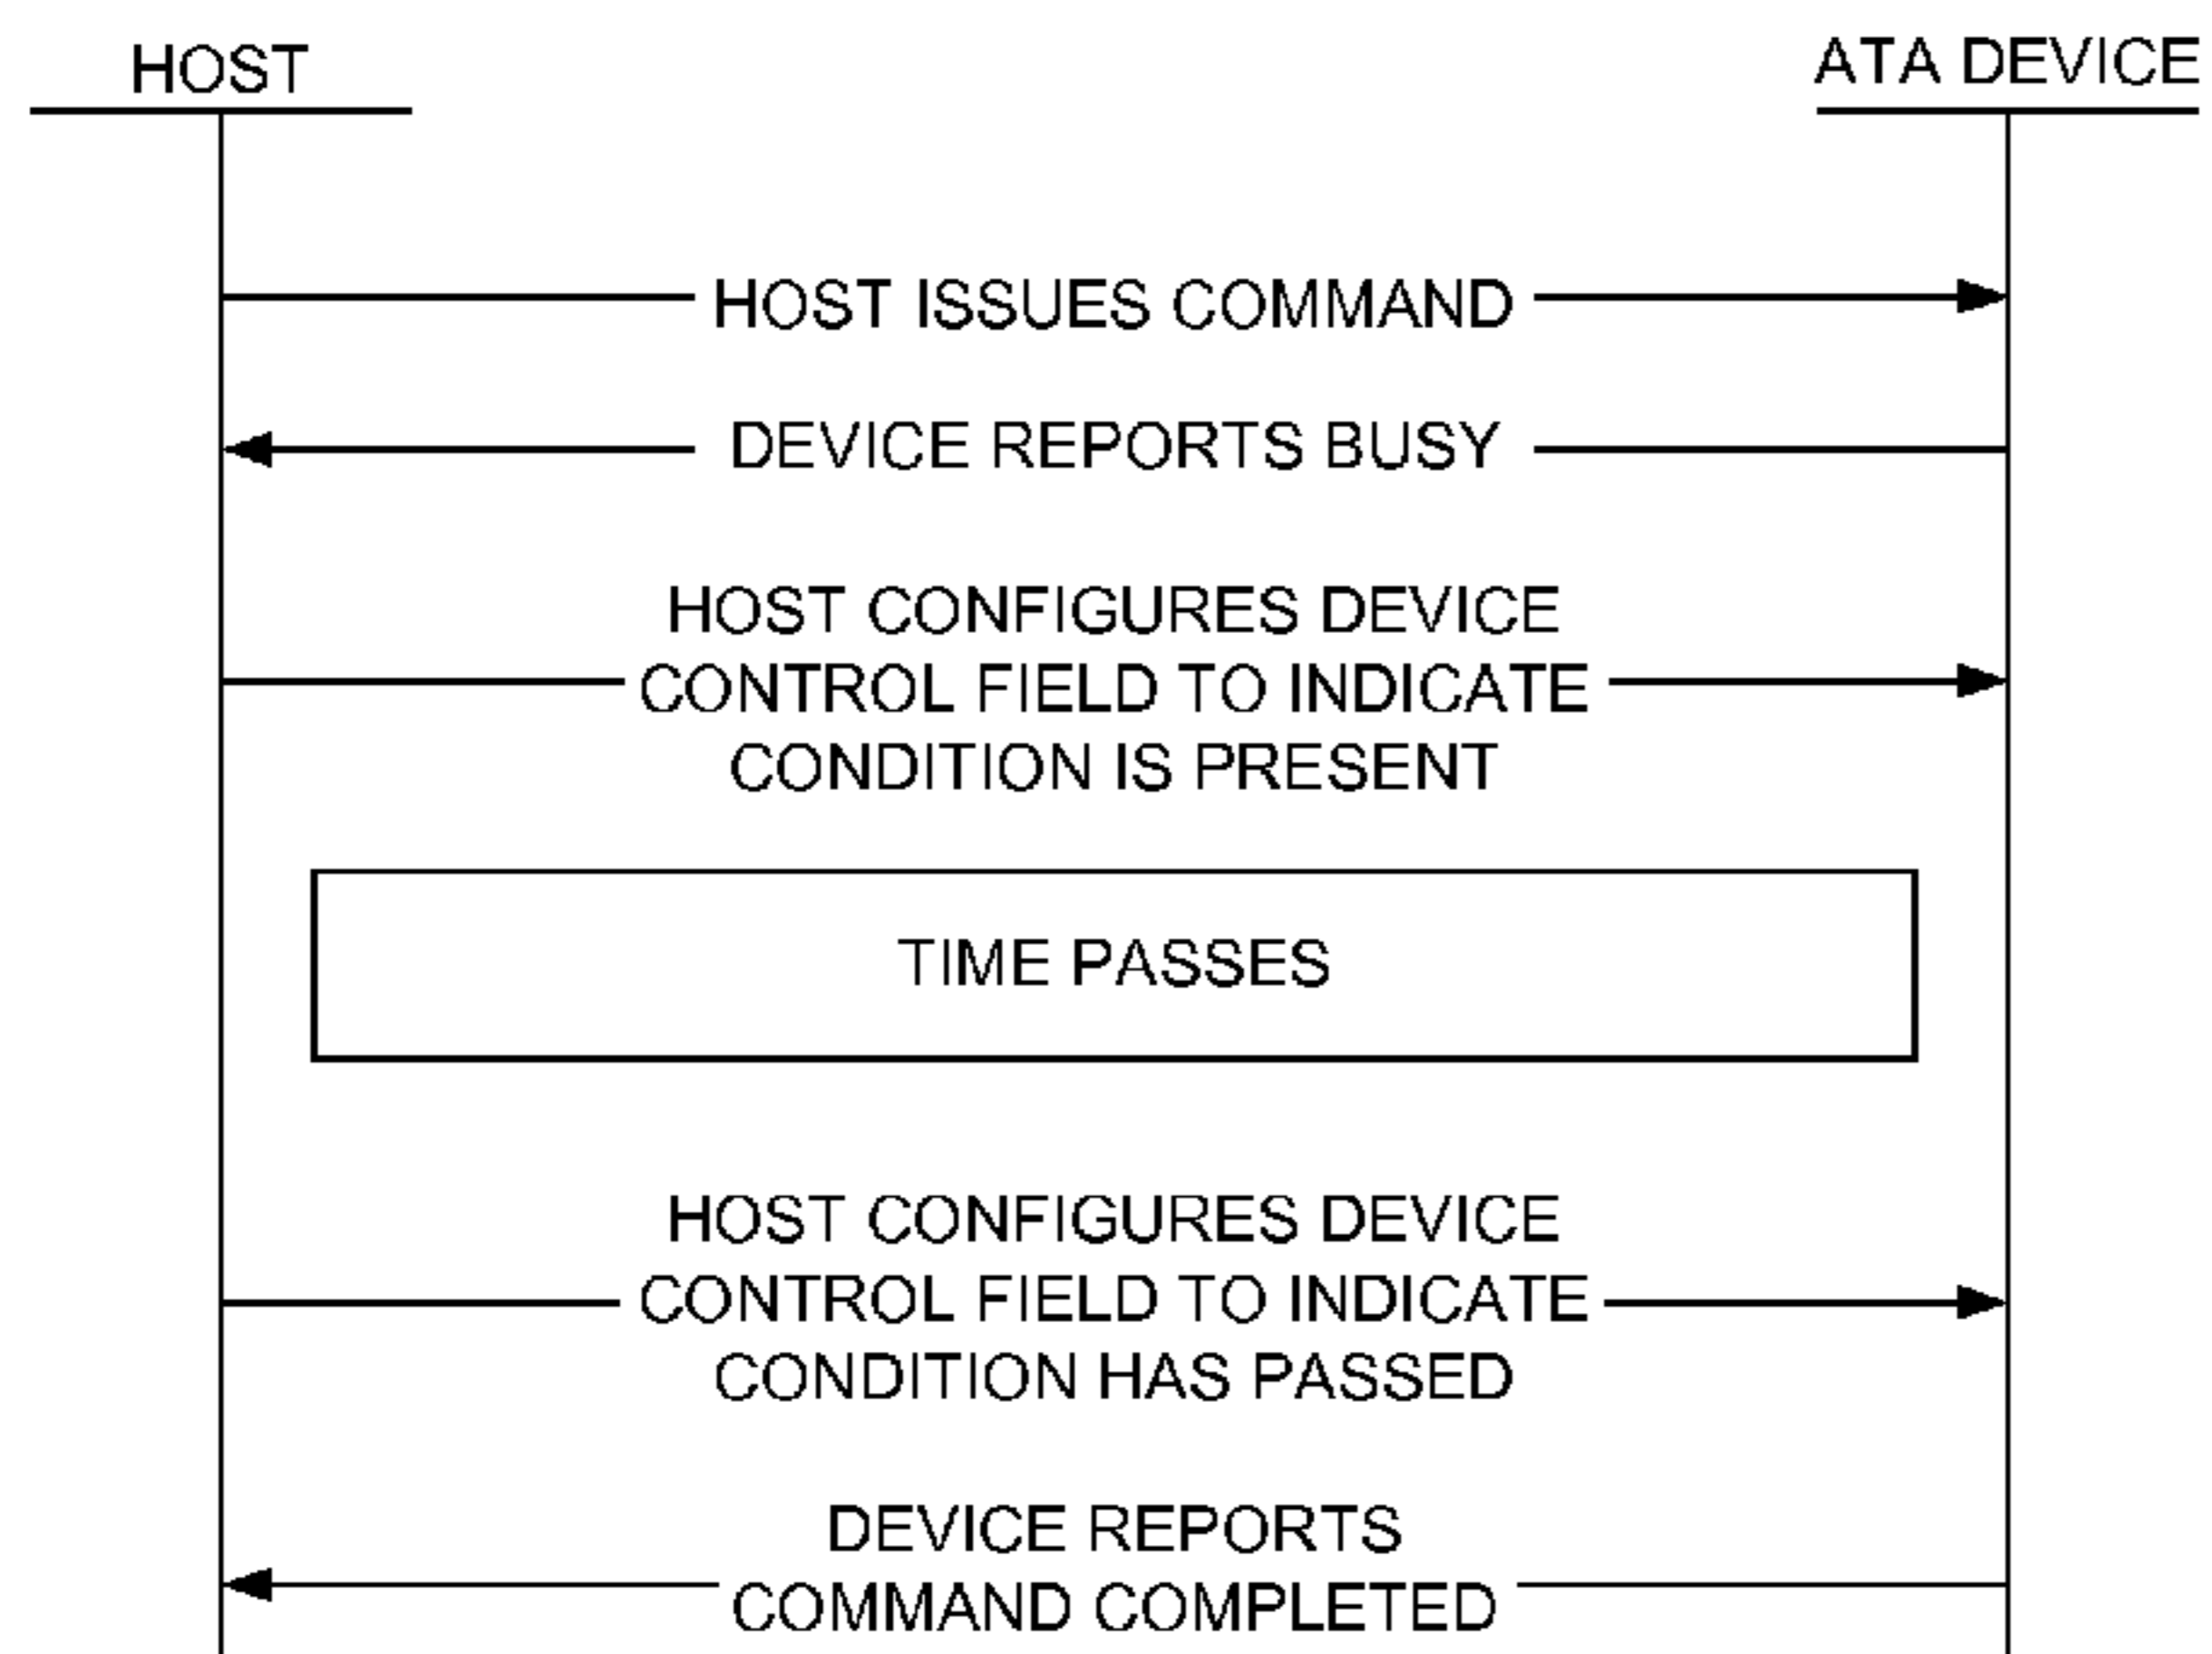 HOST
ATA DEVICE
HOST ISSUES COMMAND
DEVICE REPORTS BUSY
HOST CONFIGURES DEVICE
CONTROL FIELD TO INDICATE
CONDITION IS PRESENT
TIME PASSES
HOST CONFIGURES DEVICE
CONTROL FIELD TO INDICATE
CONDITION HAS PASSED
DEVICE REPORTS
COMMAND COMPLETED